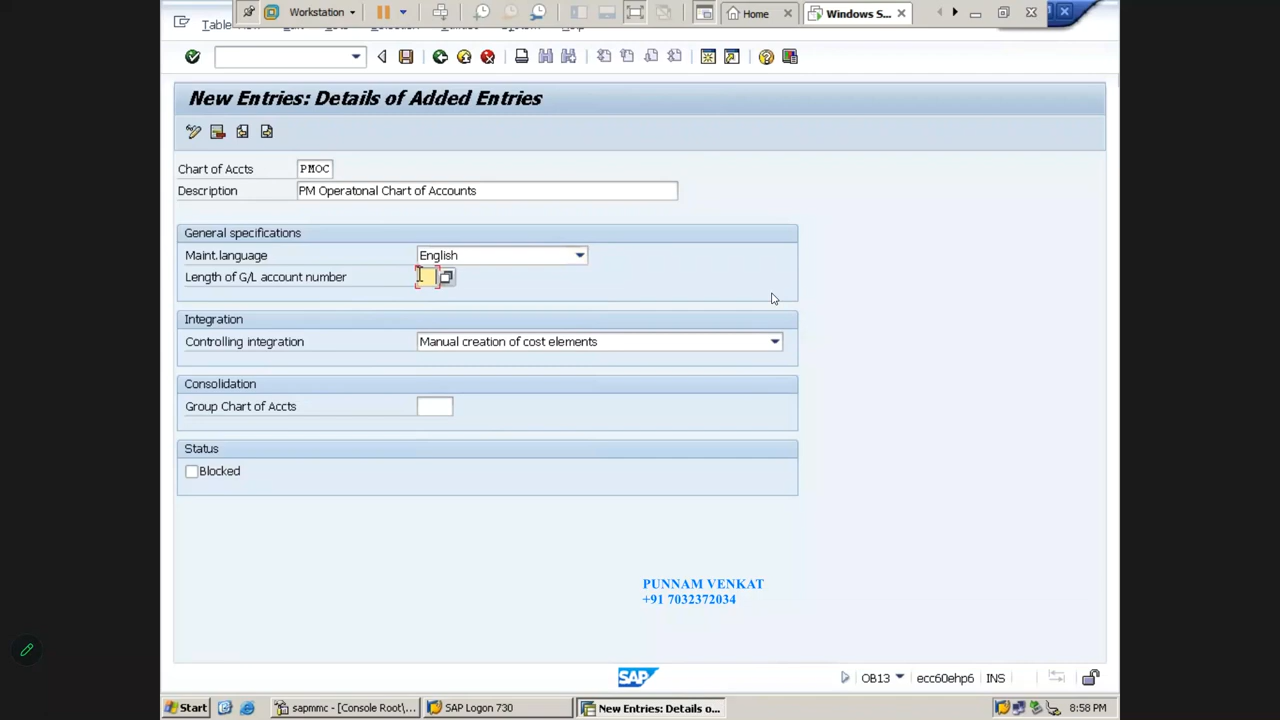 Workstation
Home
Windows S...
Table
New Entries: Details of Added Entries
Chart of Accts PMOC
Description PM Operatonal Chart of Accounts
General specifications
Maint.language English
Length of G/L account number
Integration
Controlling integration Manual creation of cost elements
Consolidation
Group Chart of Accts
Status
Blocked
PUNNAM VENKAT
+91 7032372034
SAP
OB13 ecc60ehp6 INS
Start sapmmc - [Console Root\... SAP Logon 730 New Entries: Details o... 8:58 PM